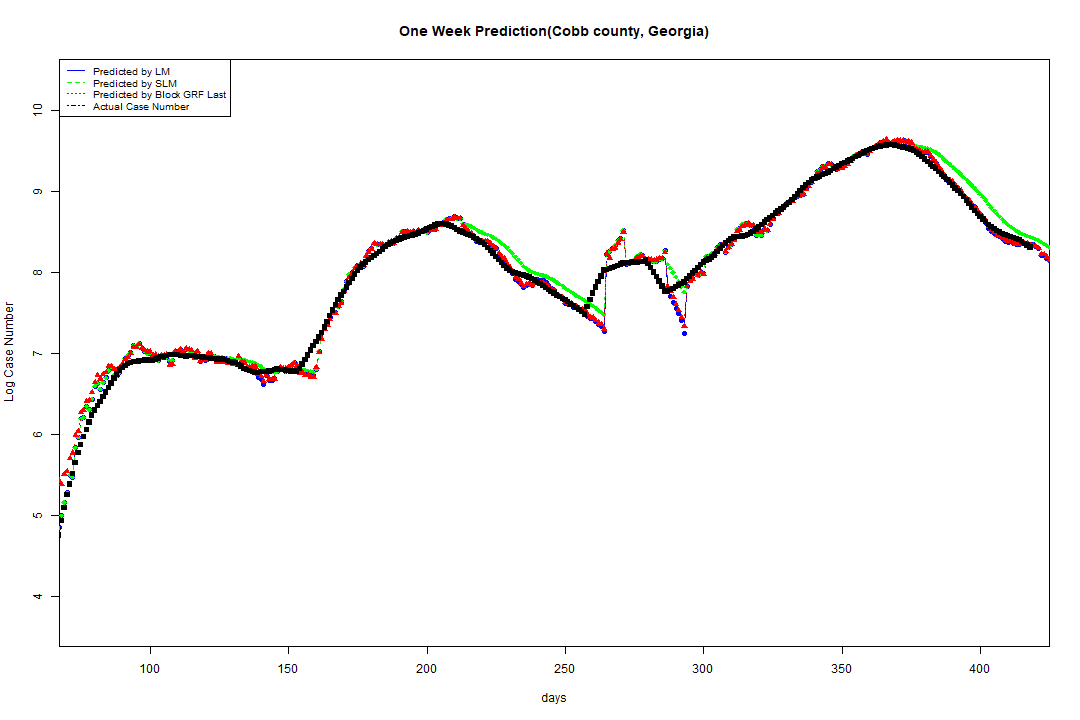 One Week Prediction(Cobb county, Georgia)
Predicted by LM
Predicted by SLM
Predicted by Block GRF Last
Actual Case Number
10
9
8
7
6
5
4
Log Case Number
100 150 200 250 300 350 400
days